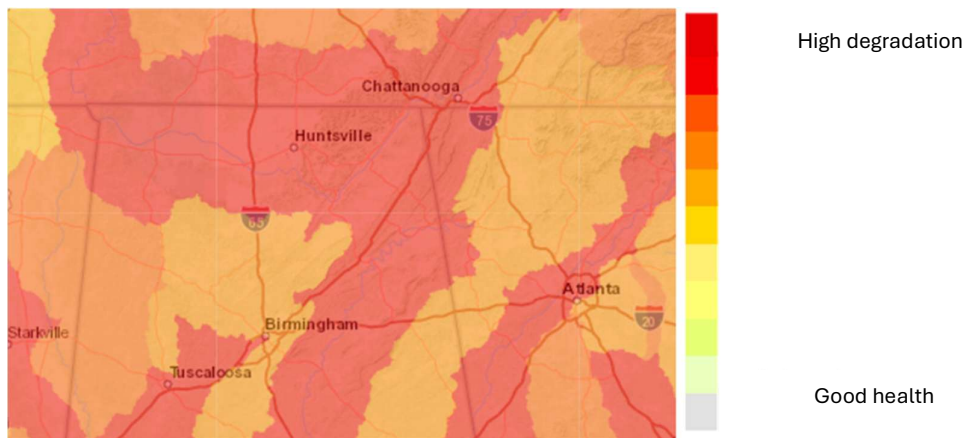 High degradation
Chattanooga
75
Huntsville
65
Atlanta
20
Starkville
Birmingham
Tuscaloosa
Good health